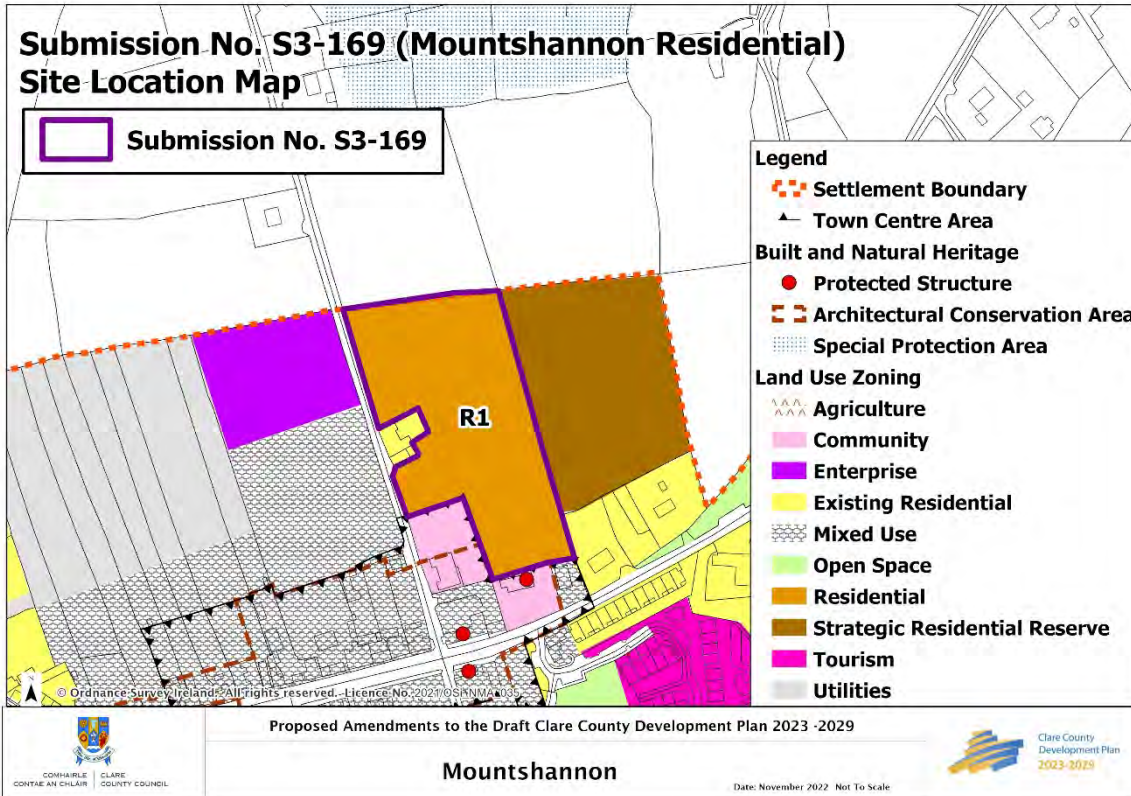 Submission No. S3-169 (Mountshannon Residential)
Site Location Map
Submission No. S3-169
Legend
Settlement Boundary
Town Centre Area
Built and Natural Heritage
Protected Structure
Architectural Conservation Area
Special Protection Area
Land Use Zoning
Agriculture
Community
Enterprise
Existing Residential
Mixed Use
Open Space
Residential
Strategic Residential Reserve
Tourism
Utilities
R1
N
© Ordnance Survey Ireland. All rights reserved. Licence No. 2021/OSi_NMA_035
COMHAIRLE CONTAE AN CHLÁIR
CLARE COUNTY COUNCIL
Proposed Amendments to the Draft Clare County Development Plan 2023 -2029
Mountshannon
Date: November 2022 Not To Scale
Clare County
Development Plan
2023-2029